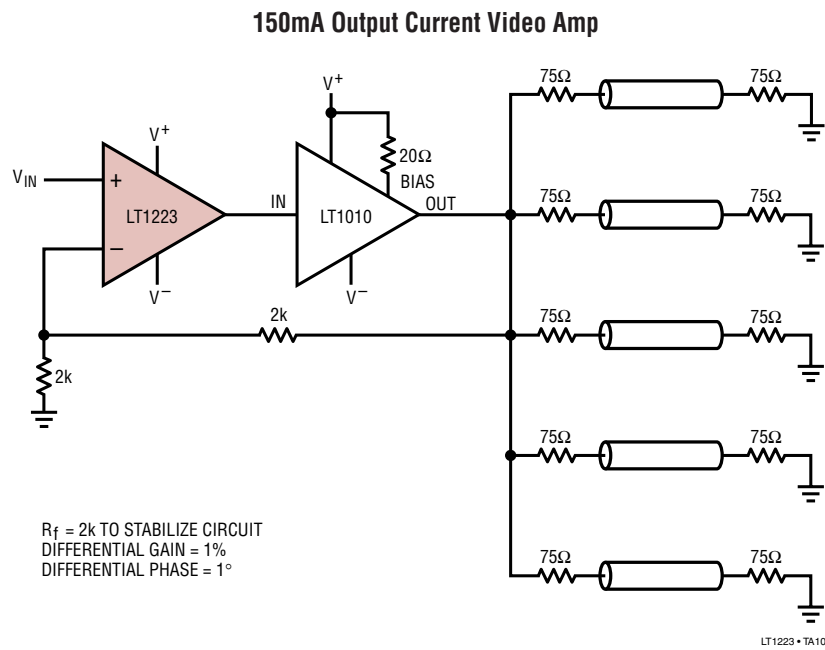 150mA Output Current Video Amp
V+
75Ω 75Ω
V+
20Ω
BIAS
VIN
+
LT1223
−
V−
IN
LT1010
OUT
V−
75Ω 75Ω
2k
75Ω 75Ω
2k
75Ω 75Ω
75Ω 75Ω
Rf = 2k TO STABILIZE CIRCUIT
DIFFERENTIAL GAIN = 1%
DIFFERENTIAL PHASE = 1°
LT1223 • TA10